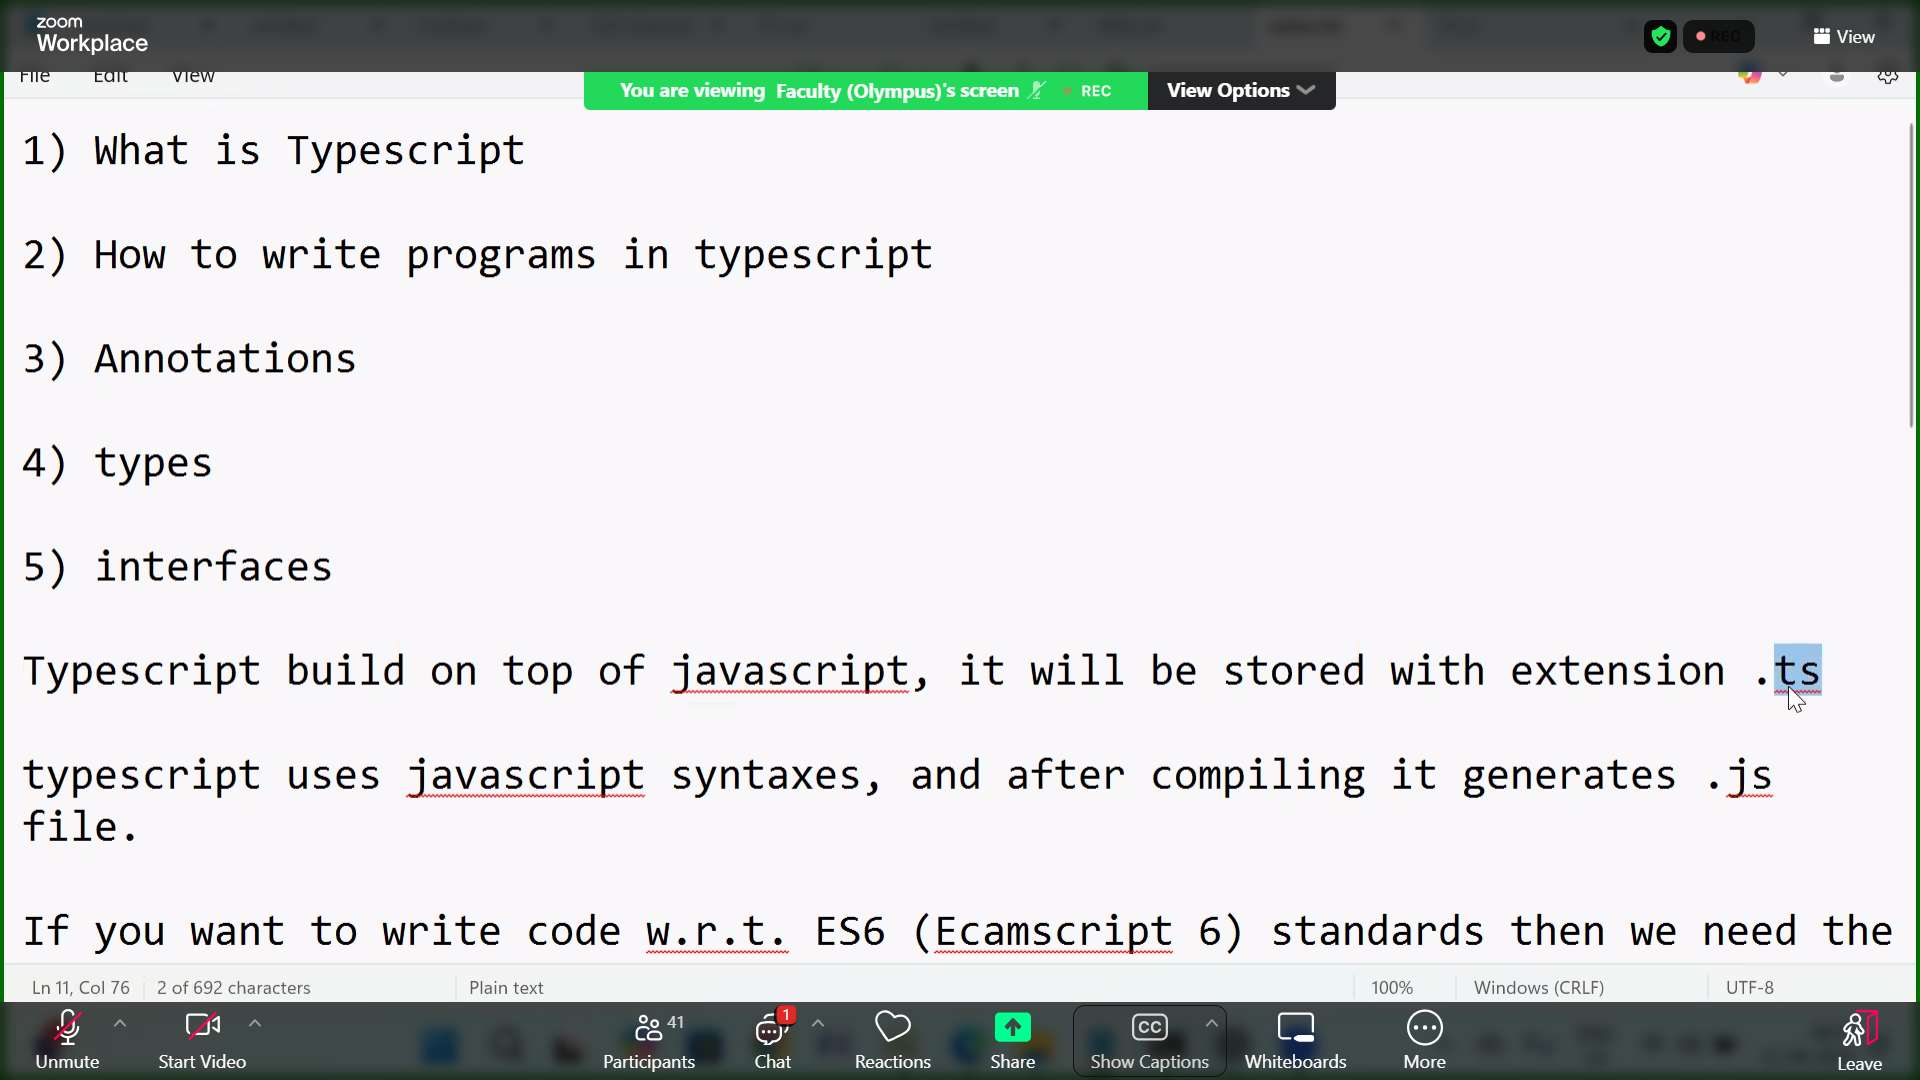 zoom
Workplace
REC
View
File Edit View
You are viewing Faculty (Olympus)'s screen REC View Options
1) What is Typescript
2) How to write programs in typescript
3) Annotations
4) types
5) interfaces
Typescript build on top of javascript, it will be stored with extension .ts
typescript uses javascript syntaxes, and after compiling it generates .js
file.
If you want to write code w.r.t. ES6 (Ecamscript 6) standards then we need the
Ln 11, Col 76 2 of 692 characters Plain text 100% Windows (CRLF) UTF-8
41 1 CC
Unmute Start Video Participants Chat Reactions Share Show Captions Whiteboards More Leave